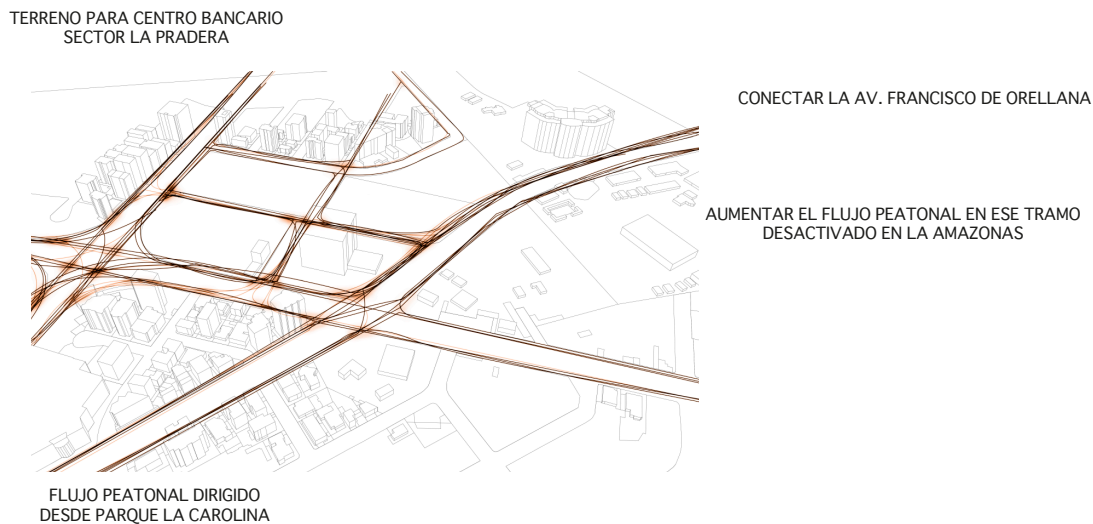 TERRENO PARA CENTRO BANCARIO
SECTOR LA PRADERA
CONECTAR LA AV. FRANCISCO DE ORELLANA
AUMENTAR EL FLUJO PEATONAL EN ESE TRAMO
DESACTIVADO EN LA AMAZONAS
FLUJO PEATONAL DIRIGIDO
DESDE PARQUE LA CAROLINA